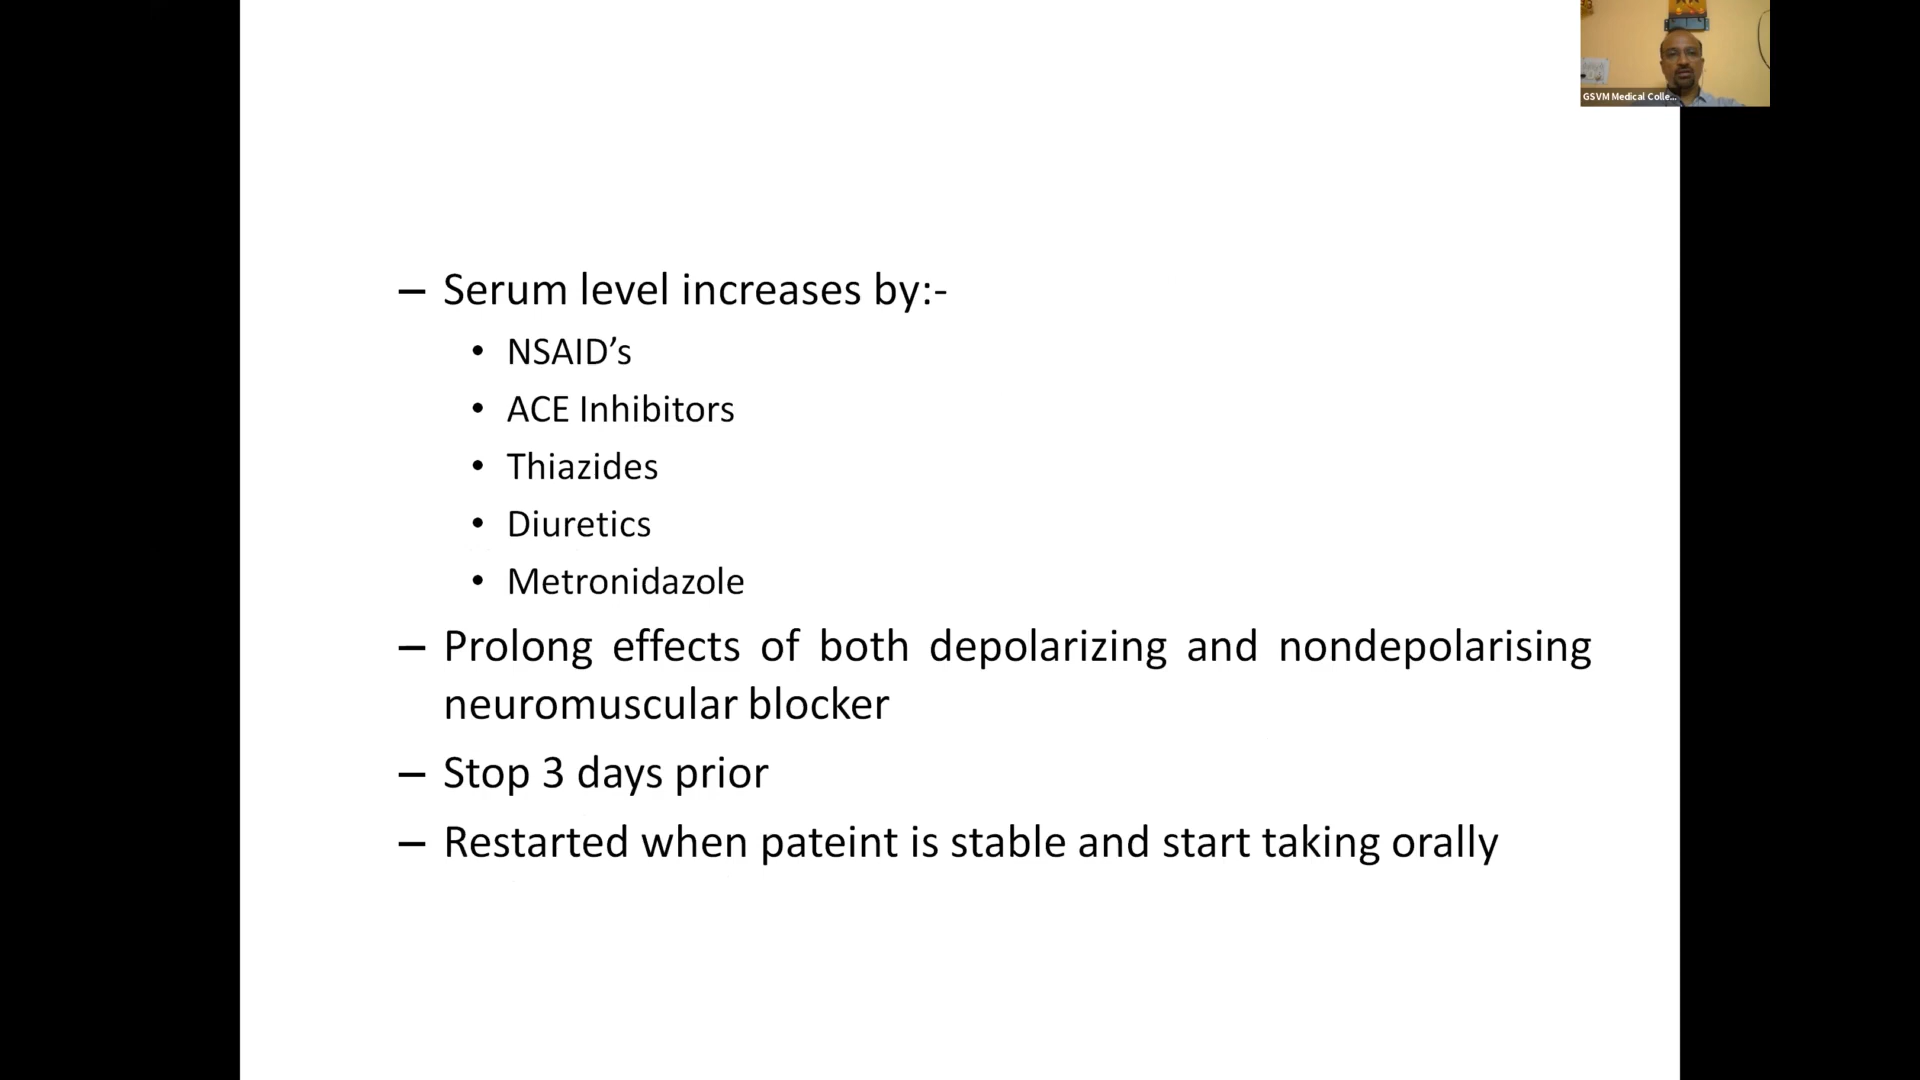 GSVM Medical Colle...
– Serum level increases by:-
• NSAID’s
• ACE Inhibitors
• Thiazides
• Diuretics
• Metronidazole
– Prolong effects of both depolarizing and nondepolarising
neuromuscular blocker
– Stop 3 days prior
– Restarted when pateint is stable and start taking orally